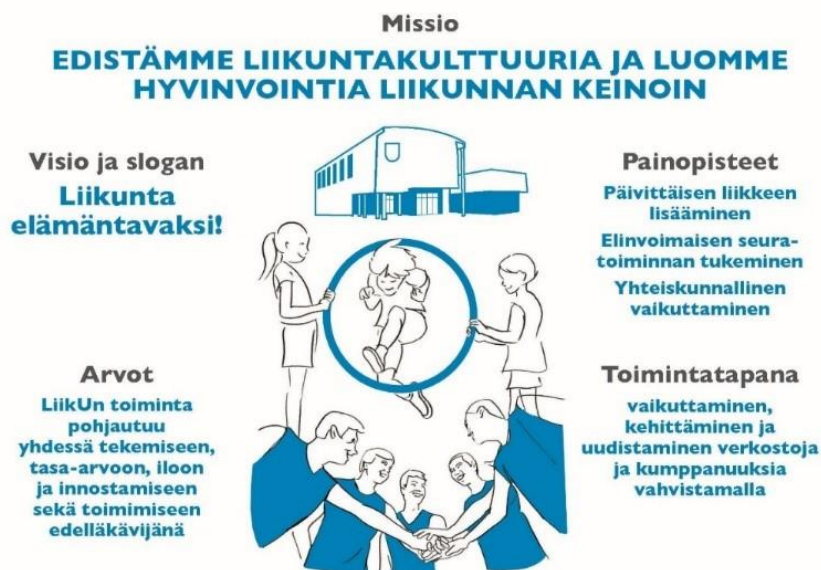 Missio
EDISTÄMME LIIKUNTAKULTTUURIA JA LUOMME
HYVINVOINTIA LIIKUNNAN KEINOIN
Visio ja slogan
Liikunta
elämäntavaksi!
Painopisteet
Päivittäisen liikkeen
lisääminen
Elinvoimaisen seura-
toiminnan tukeminen
Yhteiskunnallinen
vaikuttaminen
Arvot
LiikUn toiminta
pohjautuu
yhdessä tekemiseen,
tasa-arvoon, iloon
ja innostamiseen
sekä toimimiseen
edelläkävijänä
Toimintatapana
vaikuttaminen,
kehittäminen ja
uudistaminen verkostoja
ja kumppanuuksia
vahvistamalla